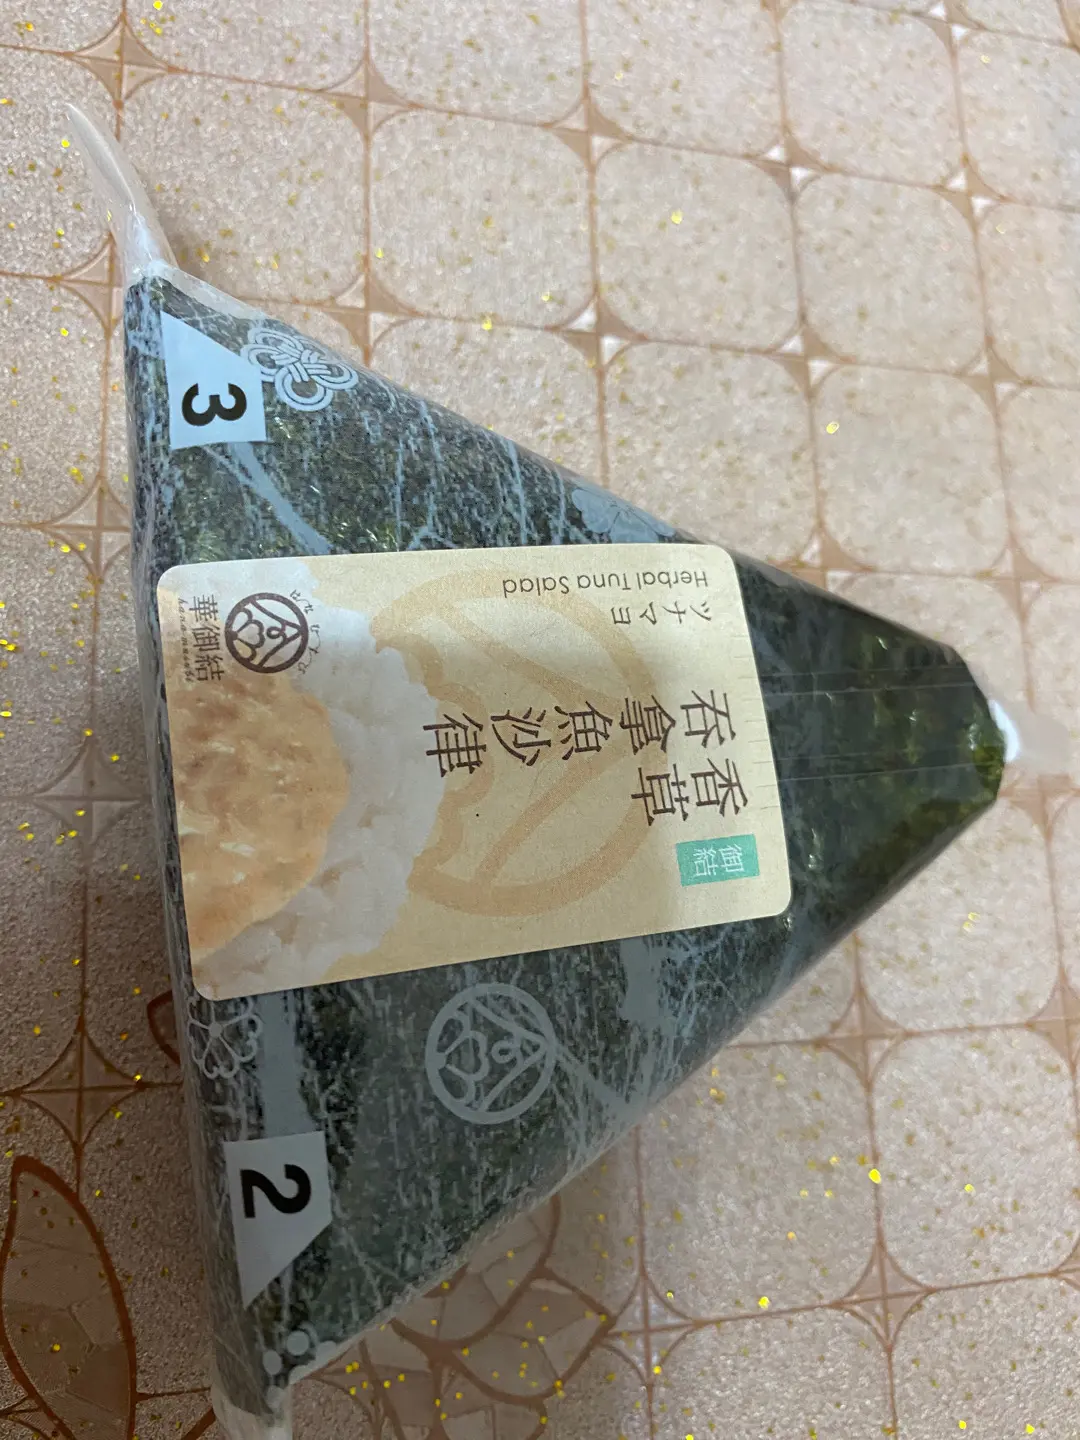 御結
香草
吞拿魚沙律
ツナマヨ
Herbal Tuna Salad
華御結
3
2